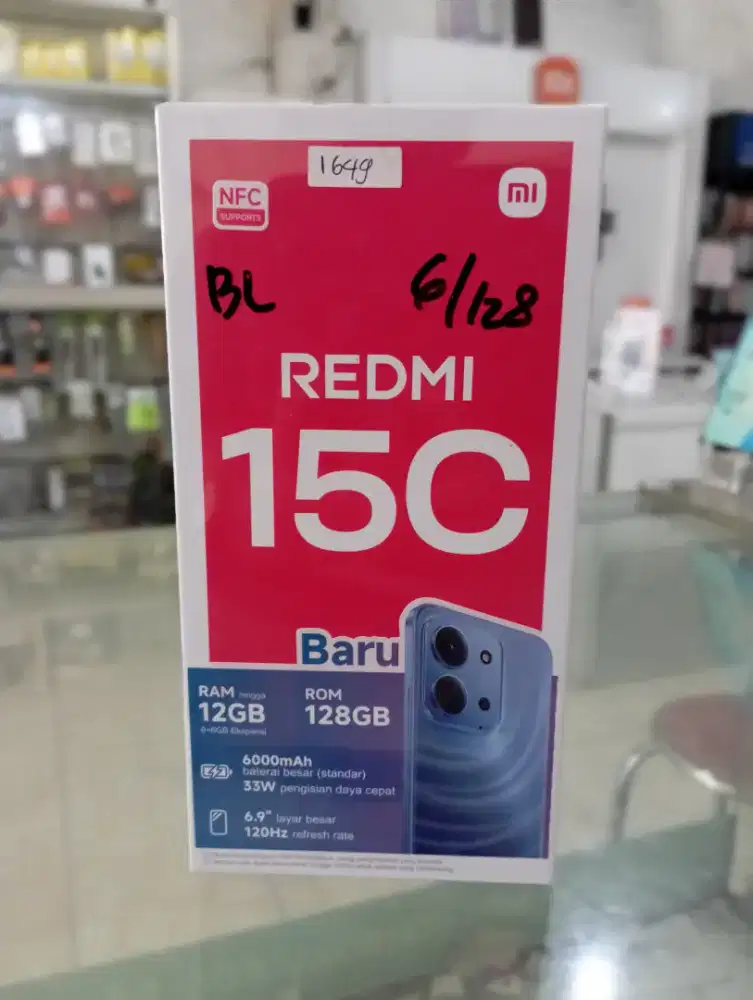 1649
NFC
SUPPORTS
mi
BL
6/128
REDMI
15C
Baru
RAM hingga
12GB
ROM
128GB
6000mAh
baterai besar (standar)
33W pengisian daya cepat
6.9" layar besar
120Hz refresh rate